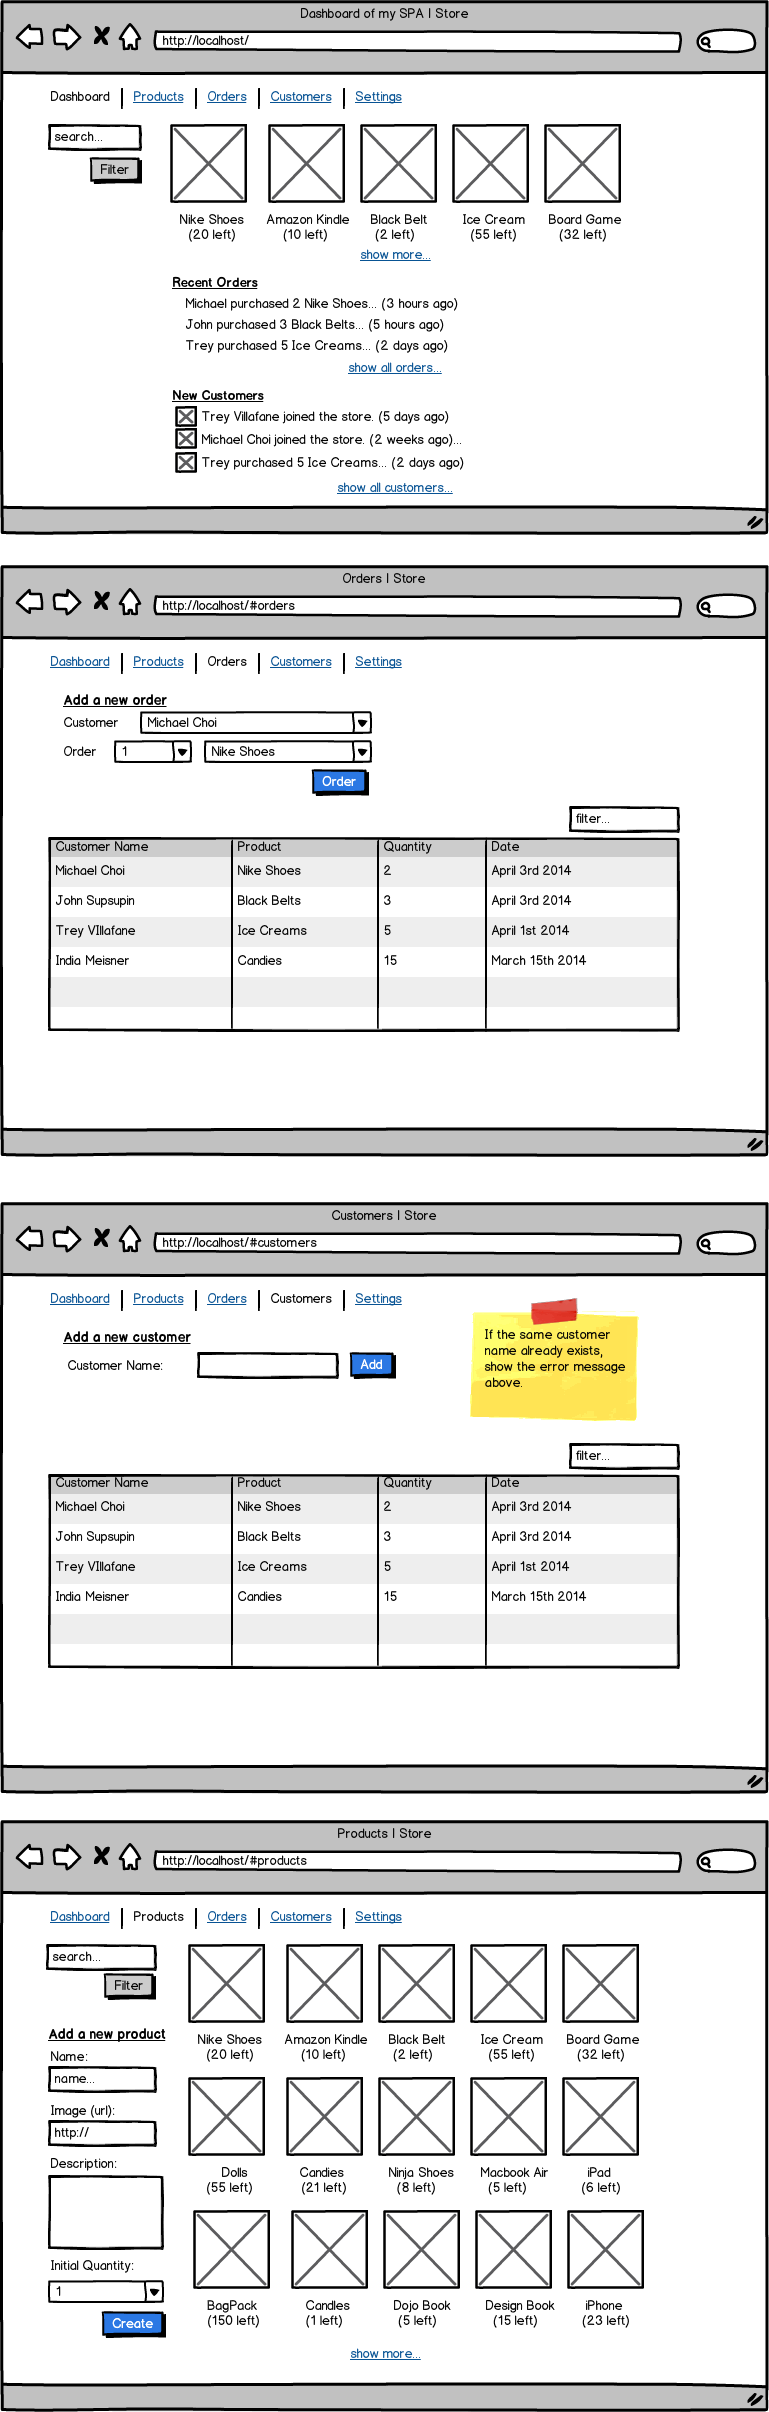 Dashboard of my SPA | Store
http://localhost/
Dashboard Products Orders Customers Settings
search...
Filter
Nike Shoes Amazon Kindle Black Belt Ice Cream Board Game
(20 left) (10 left) (2 left) (55 left) (32 left)
show more...
Recent Orders
Michael purchased 2 Nike Shoes... (3 hours ago)
John purchased 3 Black Belts... (5 hours ago)
Trey purchased 5 Ice Creams... (2 days ago)
show all orders...
New Customers
Trey Villafane joined the store. (5 days ago)
Michael Choi joined the store. (2 weeks ago)...
Trey purchased 5 Ice Creams... (2 days ago)
show all customers...
Orders | Store
http://localhost/#orders
Dashboard Products Orders Customers Settings
Add a new order
Customer Michael Choi
Order 1 Nike Shoes
Order
filter...
Customer Name Product Quantity Date
Michael Choi Nike Shoes 2 April 3rd 2014
John Supsupin Black Belts 3 April 3rd 2014
Trey VIllafane Ice Creams 5 April 1st 2014
India Meisner Candies 15 March 15th 2014
Customers | Store
http://localhost/#customers
Dashboard Products Orders Customers Settings
Add a new customer
Customer Name: Add
If the same customer
name already exists,
show the error message
above.
filter...
Customer Name Product Quantity Date
Michael Choi Nike Shoes 2 April 3rd 2014
John Supsupin Black Belts 3 April 3rd 2014
Trey VIllafane Ice Creams 5 April 1st 2014
India Meisner Candies 15 March 15th 2014
Products | Store
http://localhost/#products
Dashboard Products Orders Customers Settings
search...
Filter
Add a new product
Name:
name...
Image (url):
http://
Description:
Initial Quantity:
1
Create
Nike Shoes Amazon Kindle Black Belt Ice Cream Board Game
(20 left) (10 left) (2 left) (55 left) (32 left)
Dolls Candies Ninja Shoes Macbook Air iPad
(55 left) (21 left) (8 left) (5 left) (6 left)
BagPack Candles Dojo Book Design Book iPhone
(150 left) (1 left) (5 left) (15 left) (23 left)
show more...